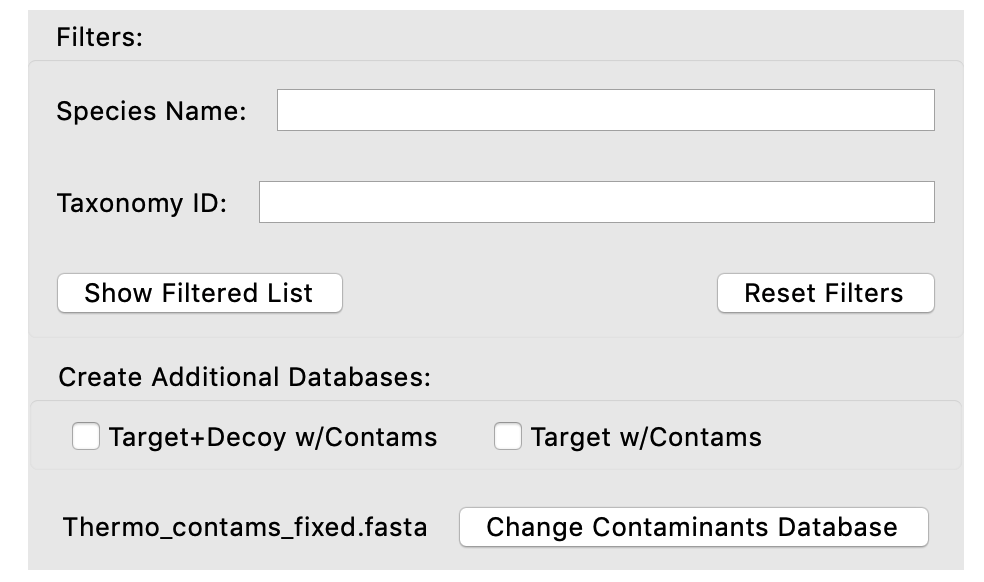 Filters:
Species Name:
Taxonomy ID:
Show Filtered List Reset Filters
Create Additional Databases:
Target+Decoy w/Contams Target w/Contams
Thermo_contams_fixed.fasta Change Contaminants Database